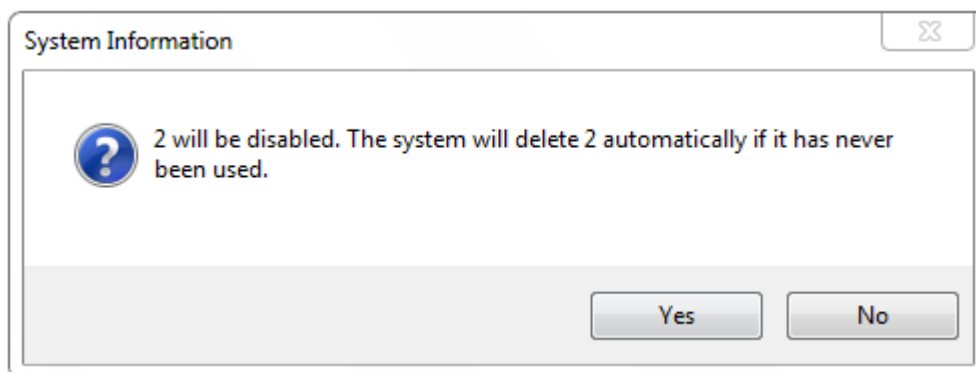 System Information
2 will be disabled. The system will delete 2 automatically if it has never
been used.
Yes
No